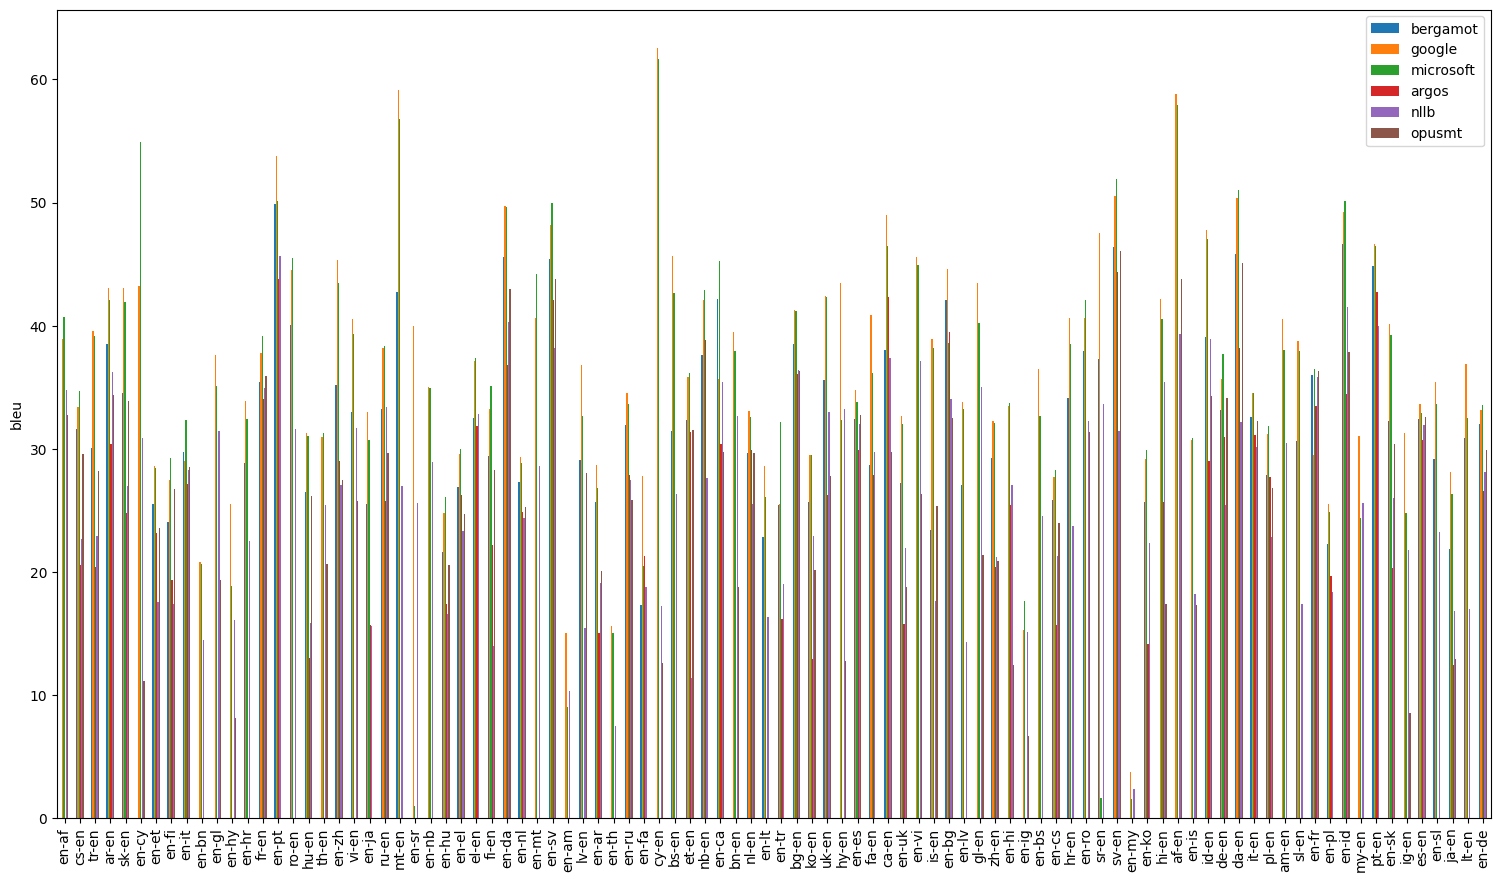 bergamot
google
microsoft
argos
nllb
opusmt
bleu
60
50
40
30
20
10
0
en-af
cs-en
tr-en
ar-en
sk-en
en-cy
en-et
en-fi
en-it
en-bn
en-gl
en-hy
en-hr
fr-en
en-pt
ro-en
hu-en
th-en
en-zh
vi-en
en-ja
ru-en
mt-en
en-sr
en-nb
en-hu
en-el
el-en
fi-en
en-da
en-nl
en-mt
en-sv
en-am
lv-en
en-ar
en-th
en-ru
en-fa
cy-en
bs-en
et-en
nb-en
en-ca
bn-en
nl-en
en-lt
en-tr
bg-en
ko-en
uk-en
hy-en
en-es
fa-en
ca-en
en-uk
en-vi
is-en
en-bg
en-lv
gl-en
zh-en
en-hi
en-ig
en-bs
en-cs
hr-en
en-ro
sr-en
sv-en
en-my
en-ko
hi-en
af-en
en-is
id-en
de-en
da-en
it-en
pl-en
am-en
sl-en
en-fr
en-pl
en-id
my-en
pt-en
en-sk
ig-en
es-en
en-sl
ja-en
lt-en
en-de